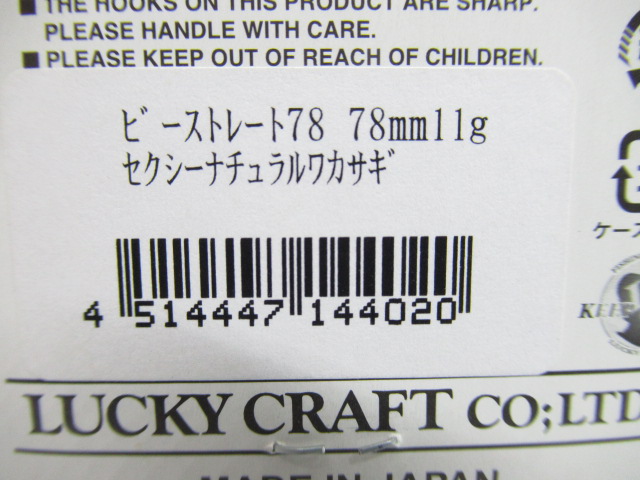 ■ THE HOOKS ON THIS PRODUCT ARE SHARP.
PLEASE HANDLE WITH CARE.
■ PLEASE KEEP OUT OF REACH OF CHILDREN.
ﾋﾞｰｽﾄﾚｰﾄ78 78mm11g
ｾｸｼｰﾅﾁｭﾗﾙﾜｶｻｷﾞ
ケース
4 514447 144020
KEE
LUCKY CRAFT CO;LTD
MADE IN JAPAN